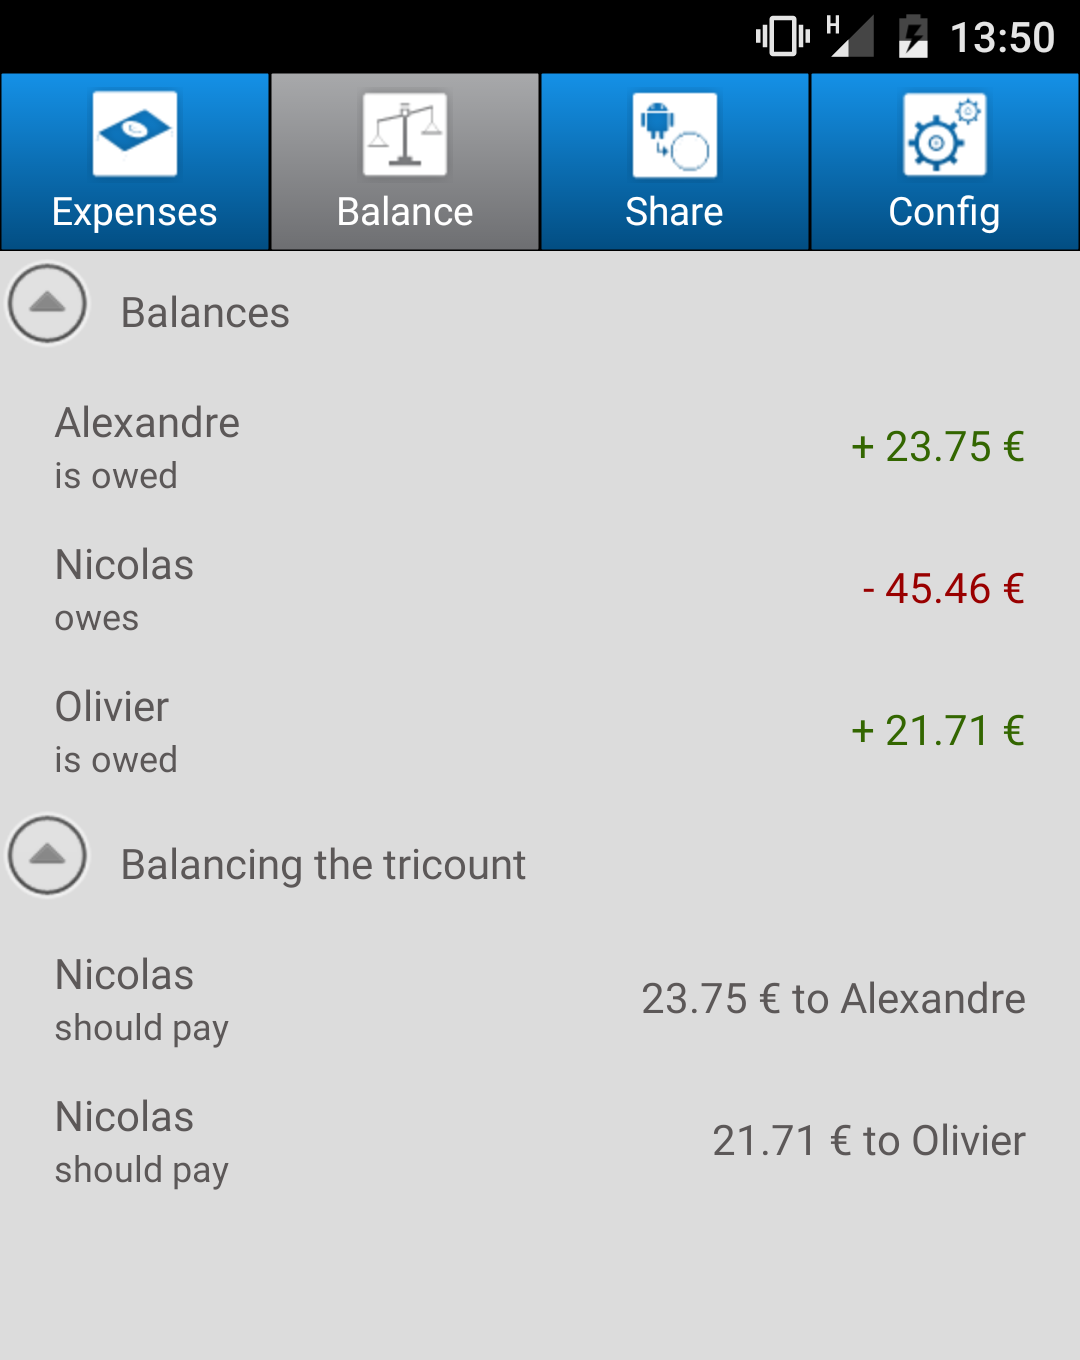 H 13:50
Expenses Balance Share Config
Balances
Alexandre
is owed
+ 23.75 €
Nicolas
owes
- 45.46 €
Olivier
is owed
+ 21.71 €
Balancing the tricount
Nicolas
should pay
23.75 € to Alexandre
Nicolas
should pay
21.71 € to Olivier